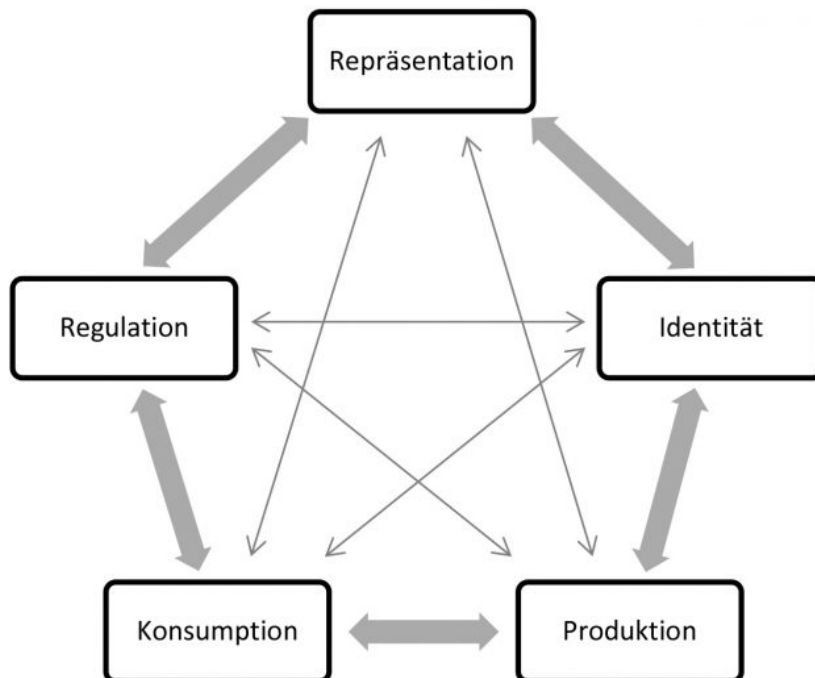 Repräsentation
Regulation
Identität
Konsumption
Produktion